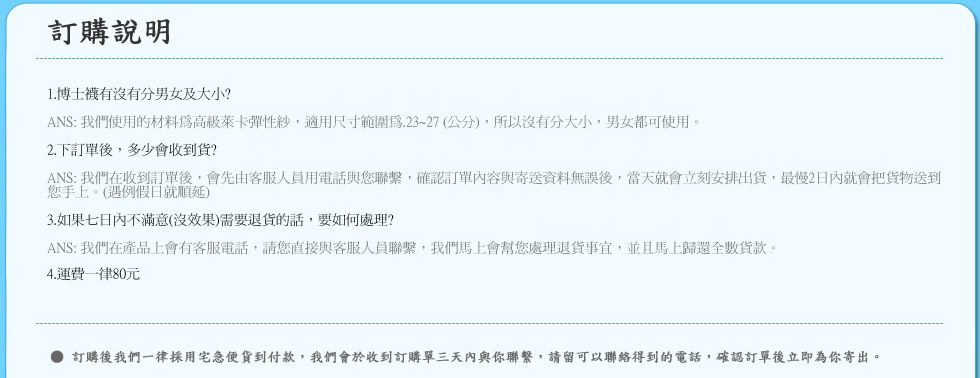 訂購說明
1.博士襪有沒有分男女及大小?
ANS: 我們使用的材料為高級萊卡彈性紗，適用尺寸範圍為.23~27 (公分)，所以沒有分大小，男女都可使用。
2.下訂單後，多少會收到貨?
ANS: 我們在收到訂單後，會先由客服人員用電話與您聯繫，確認訂單內容與寄送資料無誤後，當天就會立刻安排出貨，最慢2日內就會把貨物送到
您手上。(遇例假日就順延)
3.如果七日內不滿意(沒效果)需要退貨的話，要如何處理?
ANS: 我們在產品上會有客服電話，請您直接與客服人員聯繫，我們馬上會幫您處理退貨事宜，並且馬上歸還全數貨款。
4.運費一律80元
● 訂購後我們一律採用宅急便貨到付款，我們會於收到訂購單三天內與你聯繫，請留可以聯絡得到的電話，確認訂單後立即為你寄出。